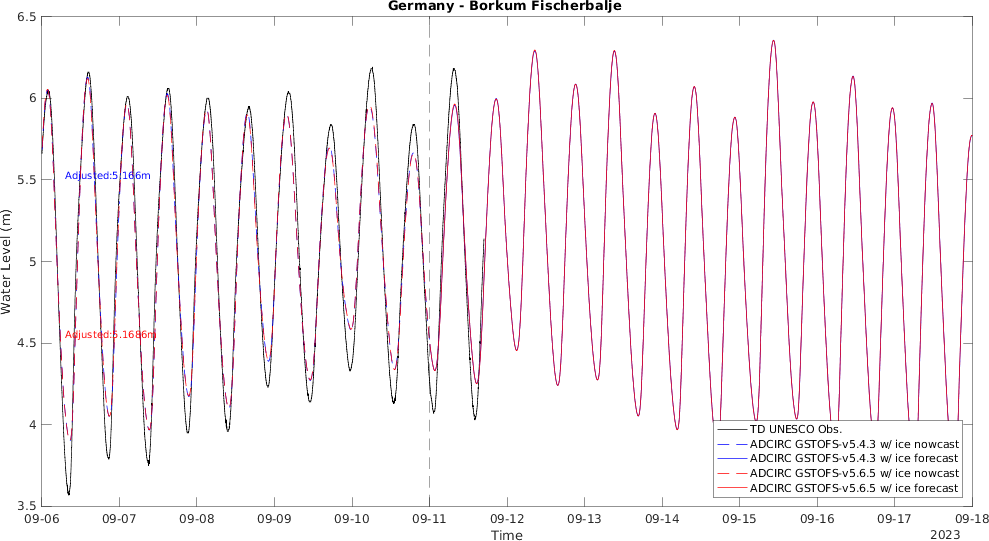 Germany - Borkum Fischerbalje
6.5
6
5.5
5
4.5
4
3.5
Water Level (m)
Adjusted:5.166m
Adjusted:5.1686m
TD UNESCO Obs.
ADCIRC GSTOFS-v5.4.3 w/ ice nowcast
ADCIRC GSTOFS-v5.4.3 w/ ice forecast
ADCIRC GSTOFS-v5.6.5 w/ ice nowcast
ADCIRC GSTOFS-v5.6.5 w/ ice forecast
09-06 09-07 09-08 09-09 09-10 09-11 09-12 09-13 09-14 09-15 09-16 09-17 09-18
Time
2023